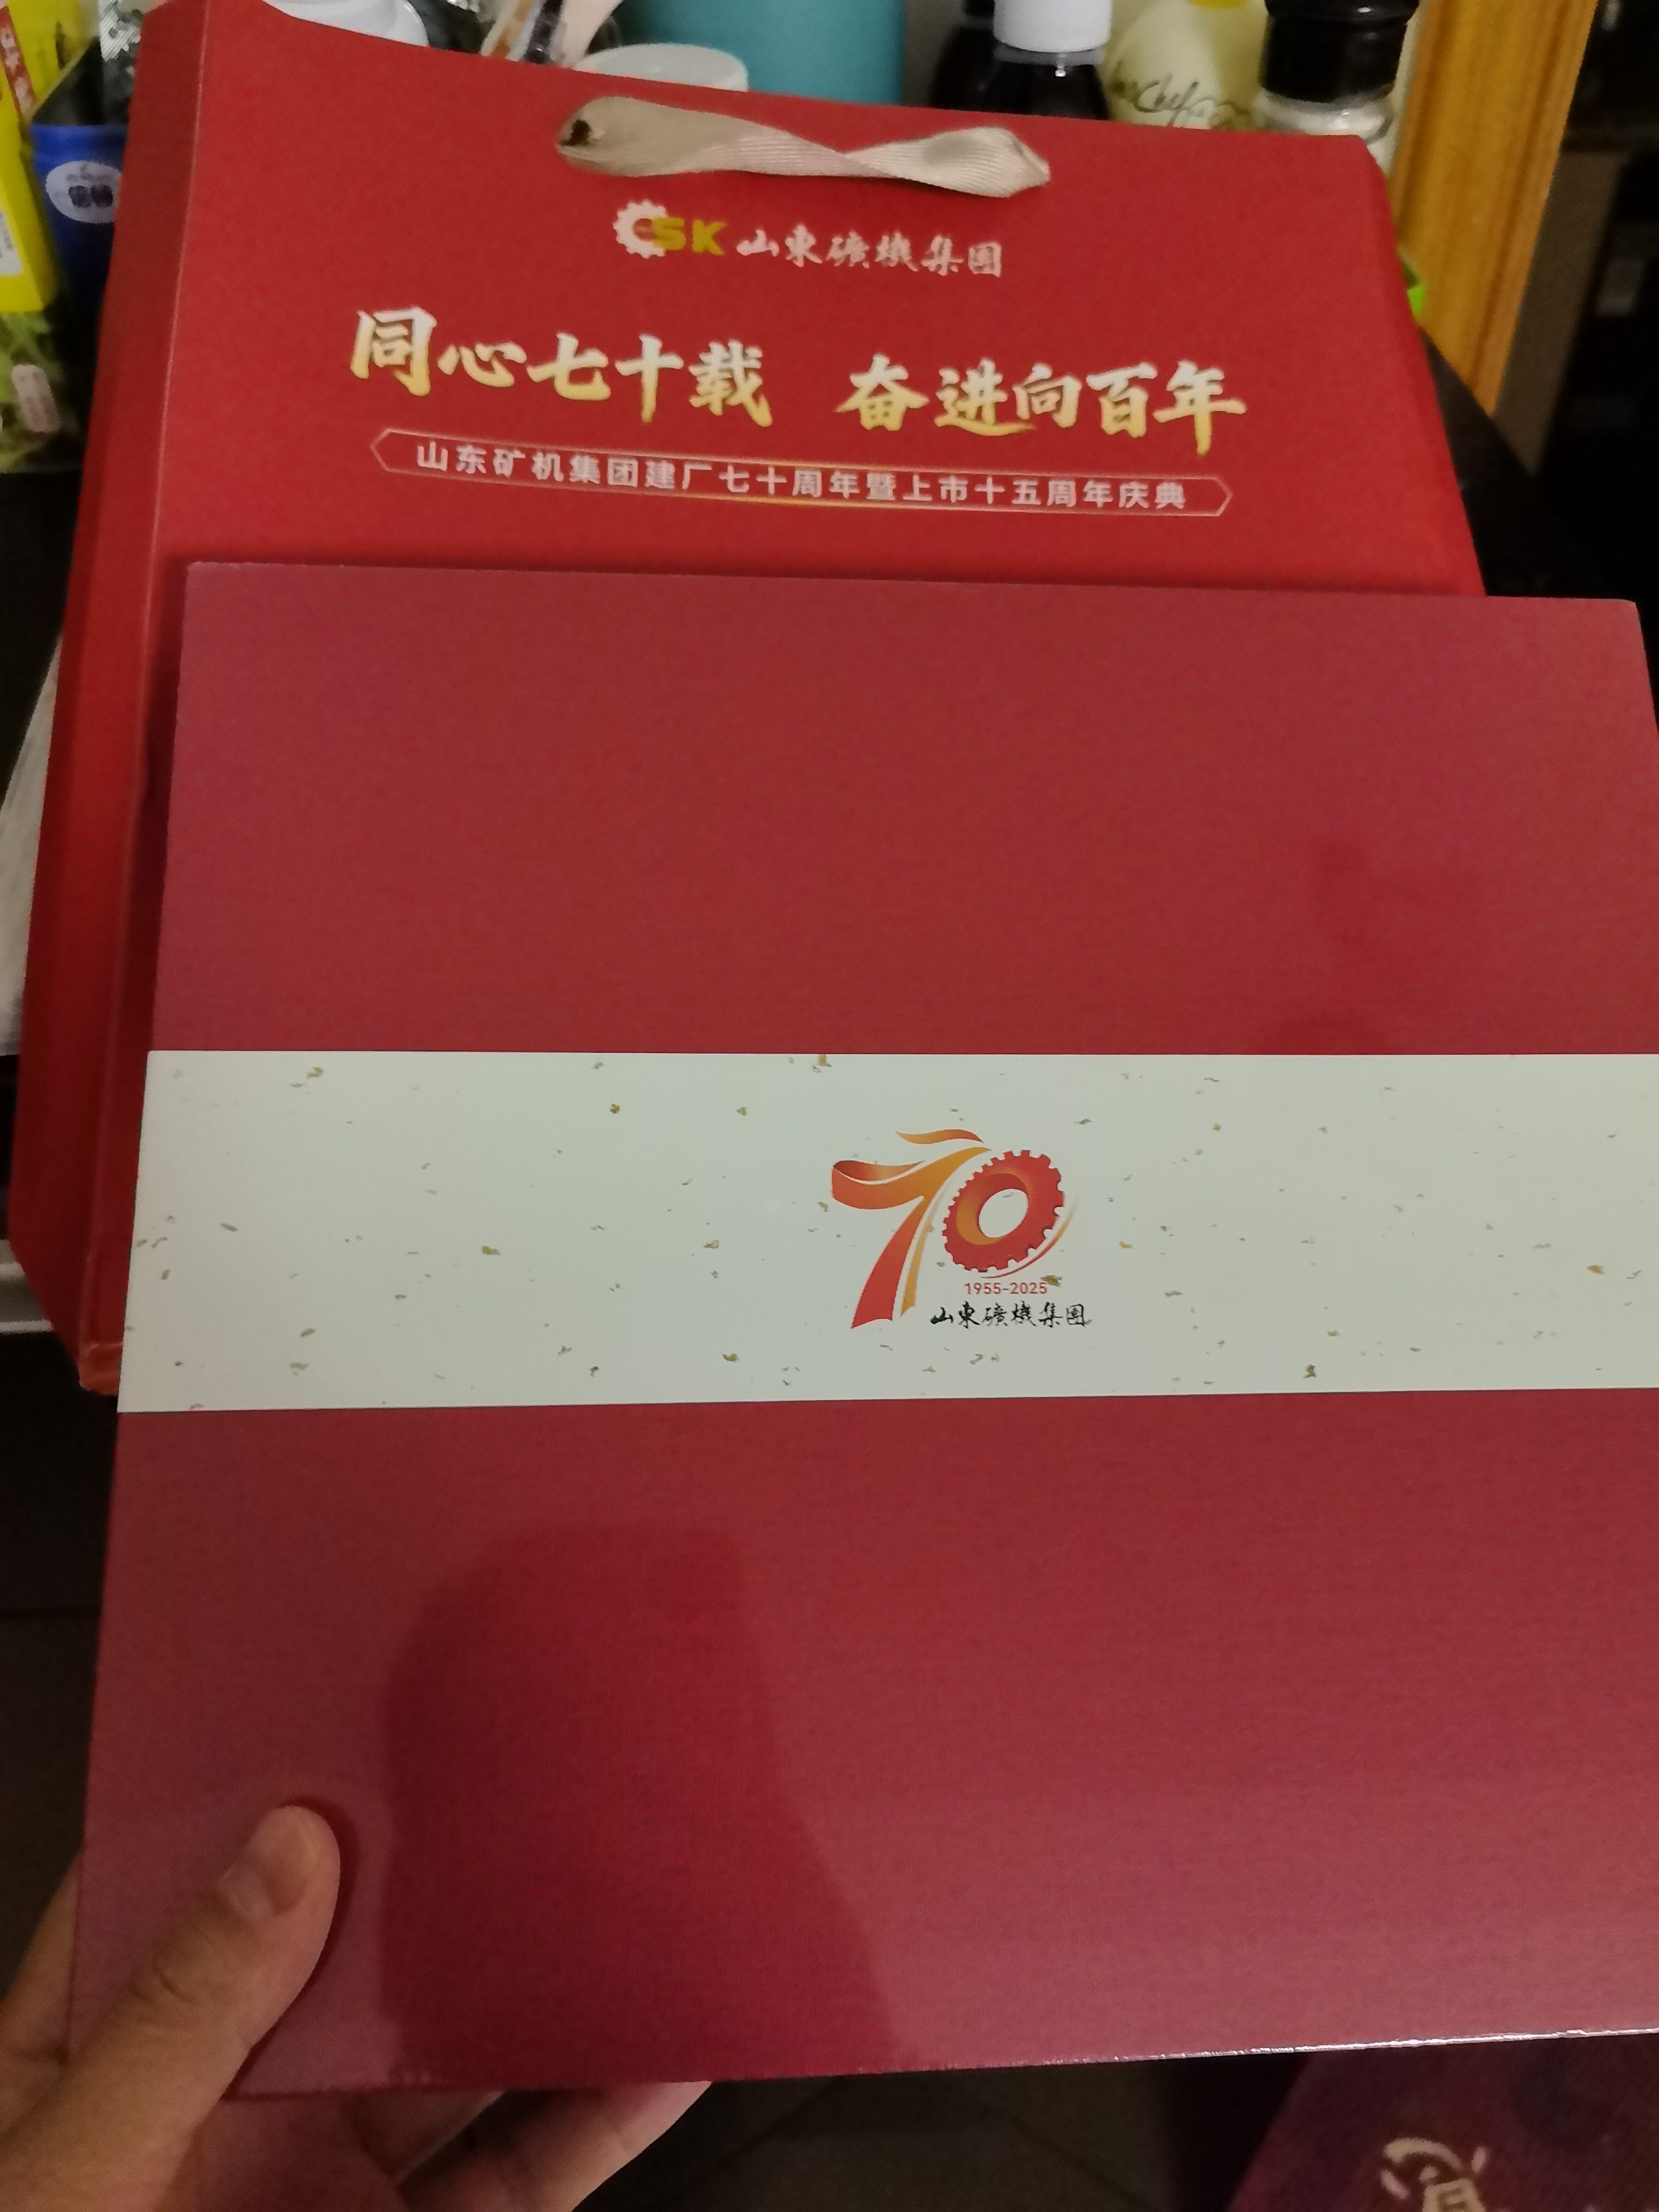 SK 山東礦機集团
同心七十载 奋进向百年
山东矿机集团建厂七十周年暨上市十五周年庆典
70
1955-2025
山東礦機集团